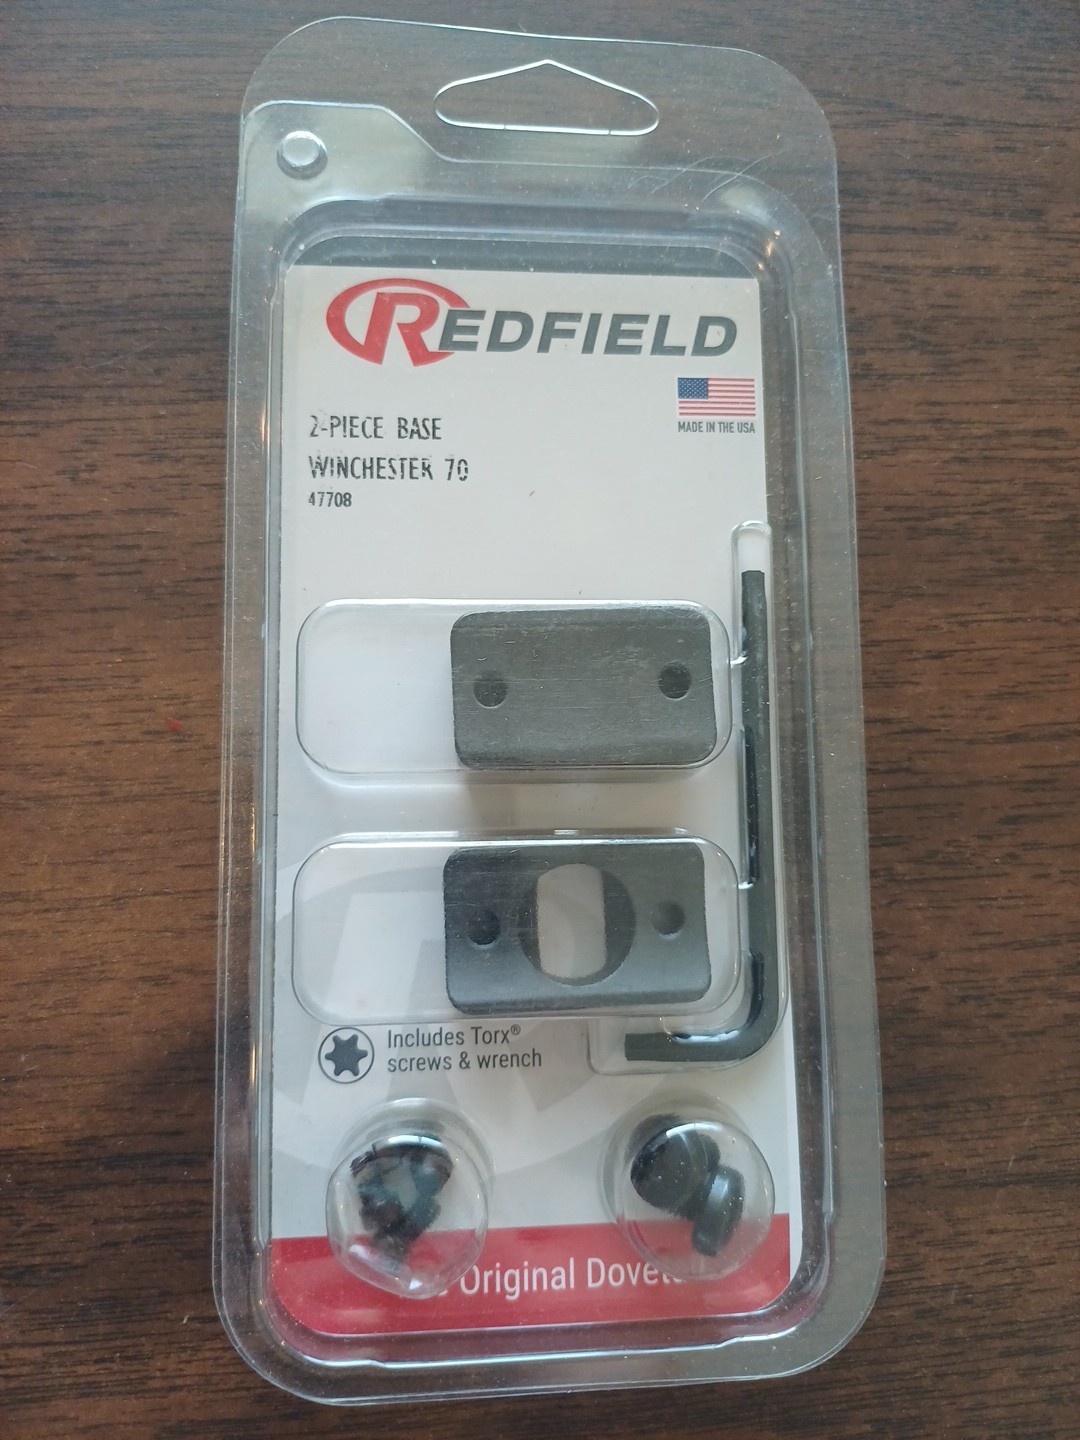 REDFIELD
MADE IN THE USA
2-PIECE BASE
WINCHESTER 70
47708
Includes Torx®
screws & wrench
Original